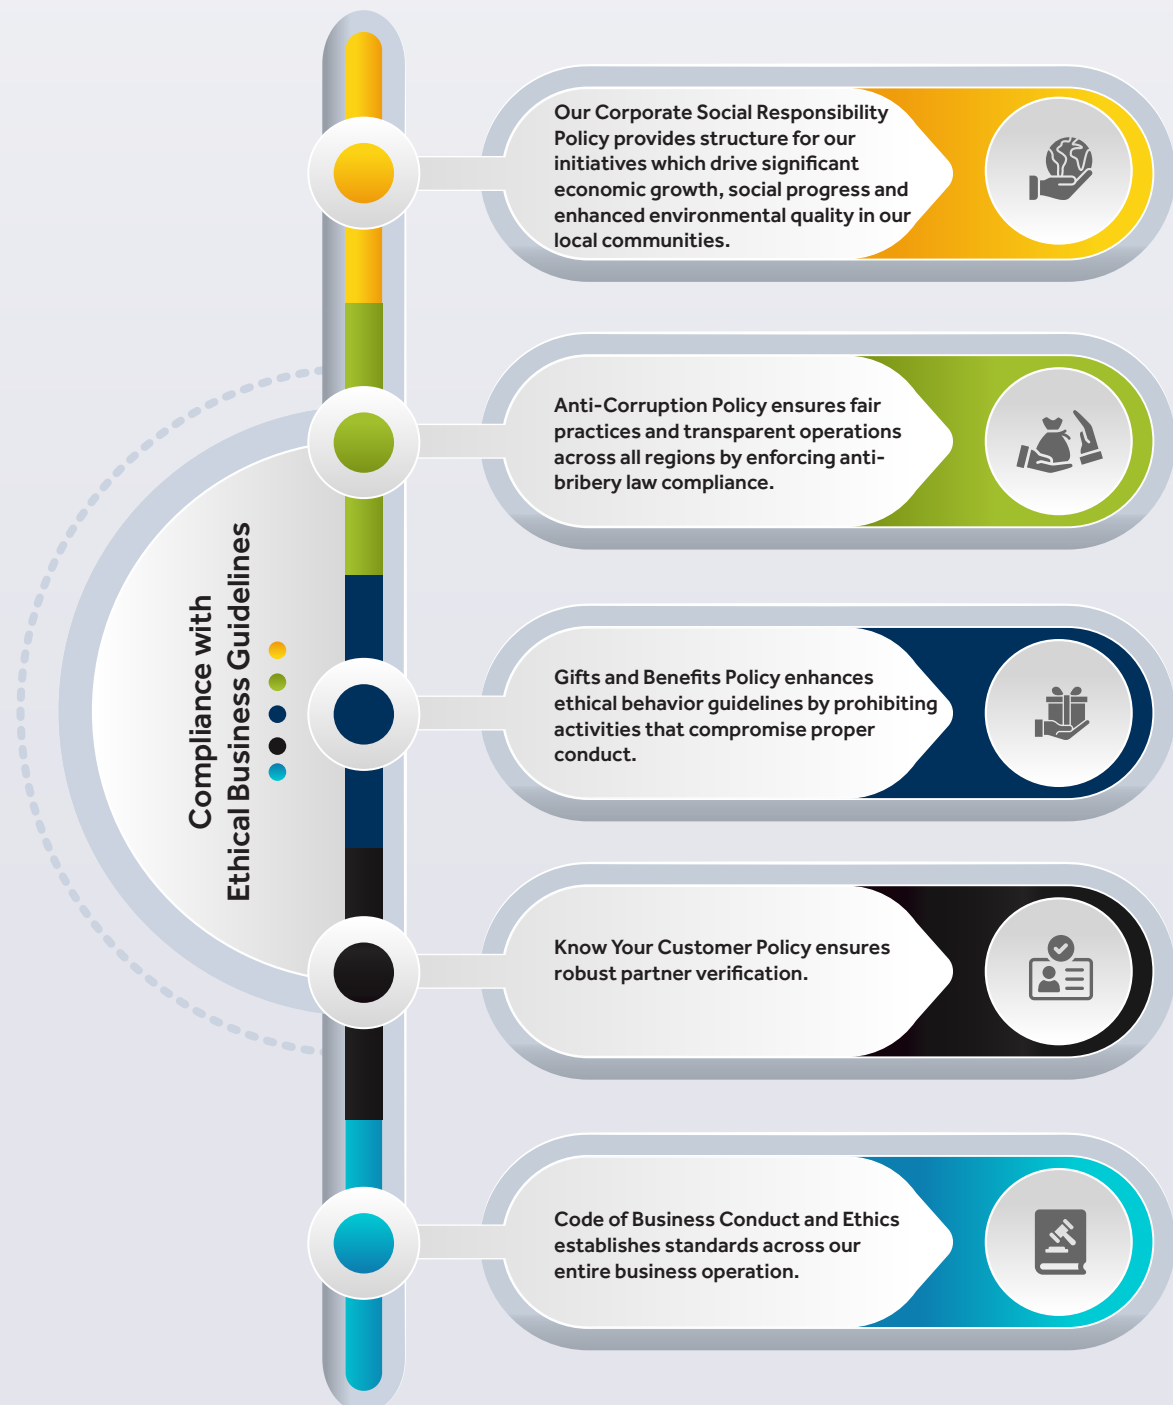 Compliance with
Ethical Business Guidelines
Our Corporate Social Responsibility
Policy provides structure for our
initiatives which drive significant
economic growth, social progress and
enhanced environmental quality in our
local communities.
Anti-Corruption Policy ensures fair
practices and transparent operations
across all regions by enforcing anti-
bribery law compliance.
Gifts and Benefits Policy enhances
ethical behavior guidelines by prohibiting
activities that compromise proper
conduct.
Know Your Customer Policy ensures
robust partner verification.
Code of Business Conduct and Ethics
establishes standards across our
entire business operation.